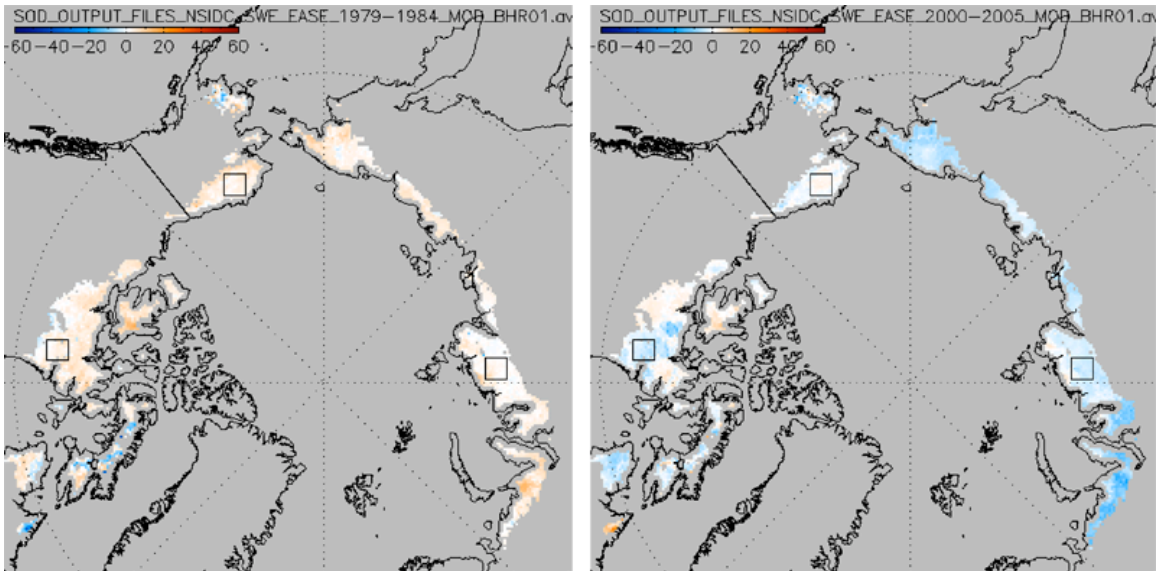 SOD_OUTPUT_FILES_NSIDC_SWE_EASE_1979-1984_MOD_BHR01.av
-60 -40 -20 0 20 40 60
SOD_OUTPUT_FILES_NSIDC_SWE_EASE_2000-2005_MOD_BHR01.av
-60 -40 -20 0 20 40 60